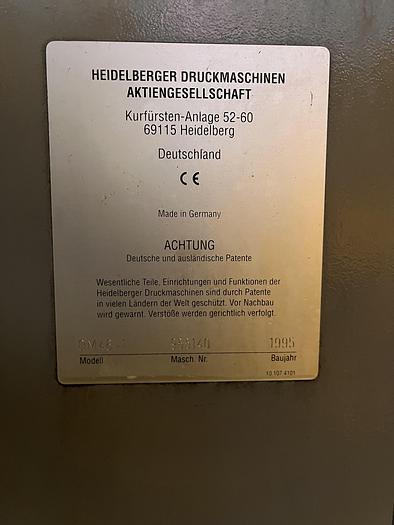 HEIDELBERGER DRUCKMASCHINEN
AKTIENGESELLSCHAFT
Kurfürsten-Anlage 52-60
69115 Heidelberg
Deutschland
CE
Made in Germany
ACHTUNG
Deutsche und ausländische Patente
Wesentliche Teile, Einrichtungen und Funktionen der
Heidelberger Druckmaschinen sind durch Patente
in vielen Ländern der Welt geschützt. Vor Nachbau
wird gewarnt. Verstöße werden gerichtlich verfolgt.
1995
Modell Masch. Nr. Baujahr
10.107.4101